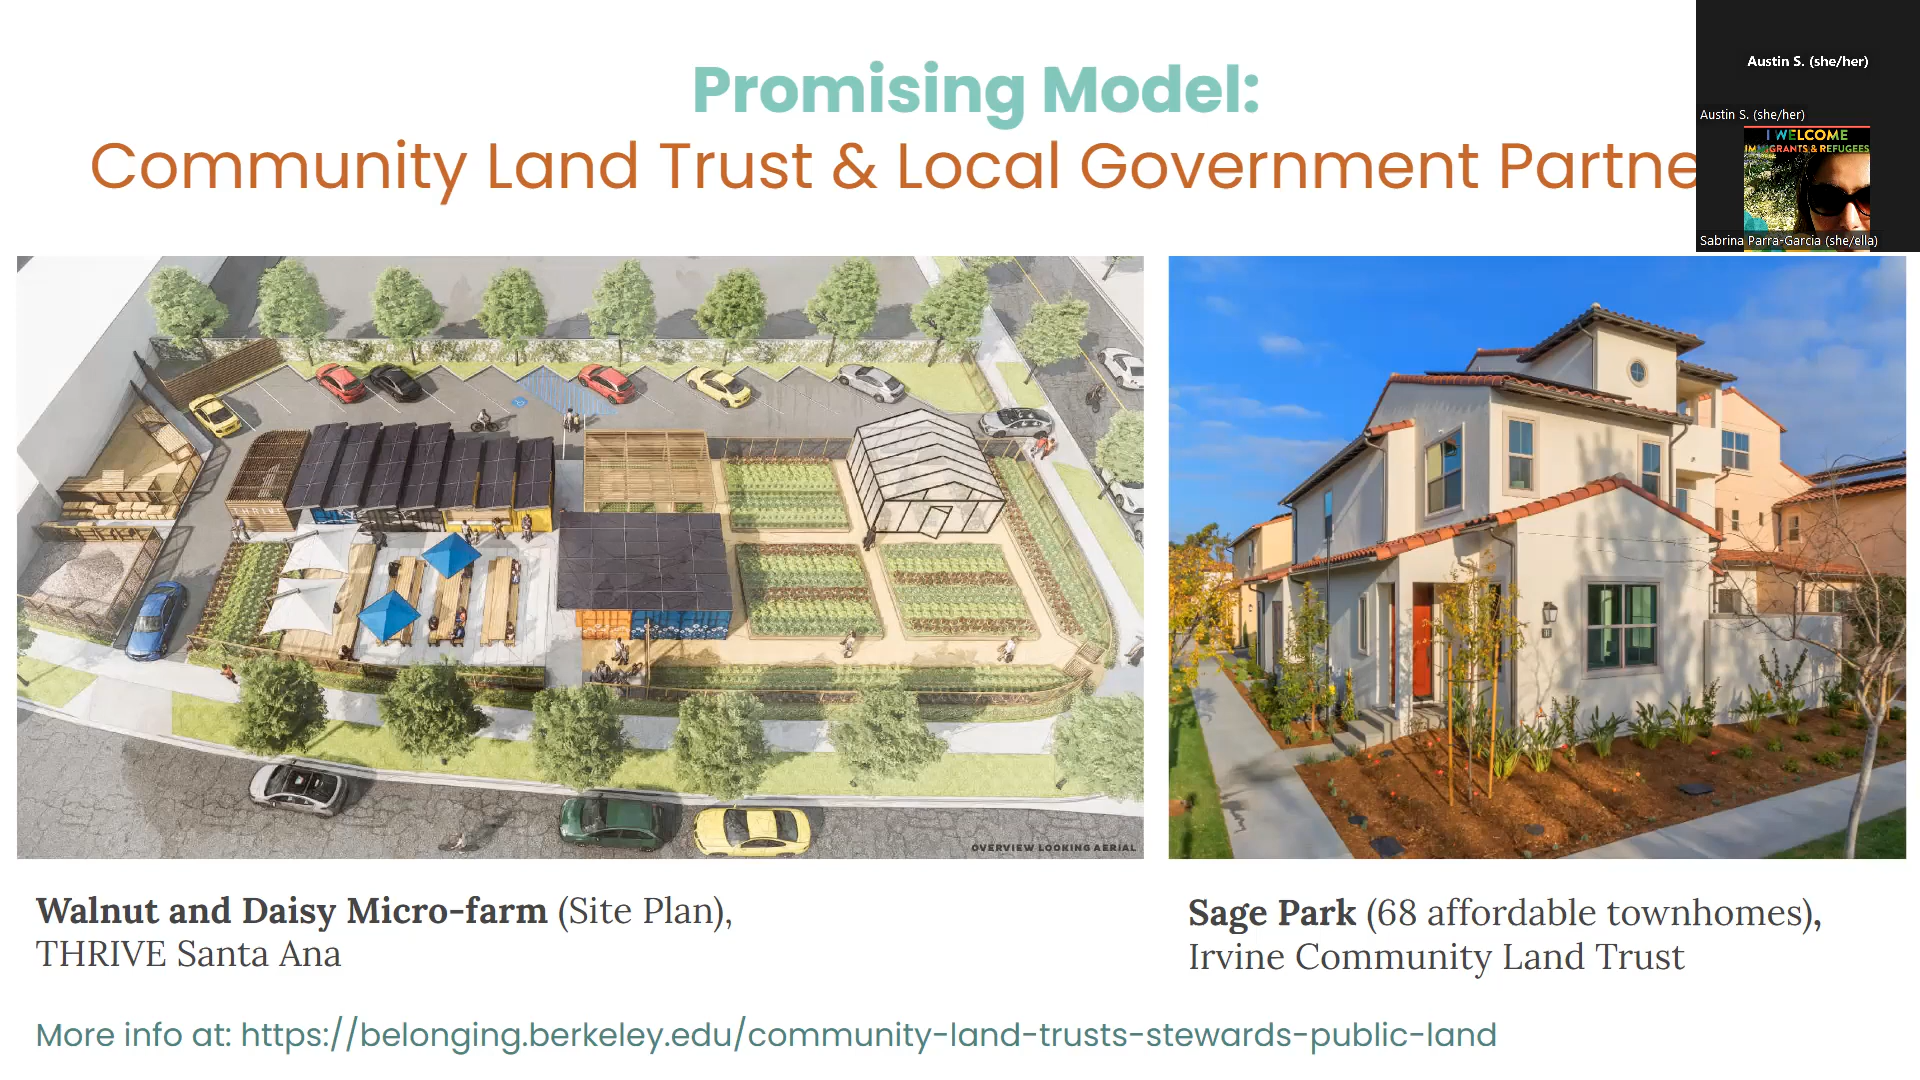 Promising Model:
Community Land Trust & Local Government Partne
Austin S. (she/her)
Austin S. (she/her)
I WELCOME
IMMIGRANTS & REFUGEES
Sabrina Parra-Garcia (she/ella)
THRIVE
OVERVIEW LOOKING AERIAL
Walnut and Daisy Micro-farm (Site Plan),
THRIVE Santa Ana
Sage Park (68 affordable townhomes),
Irvine Community Land Trust
More info at: https://belonging.berkeley.edu/community-land-trusts-stewards-public-land